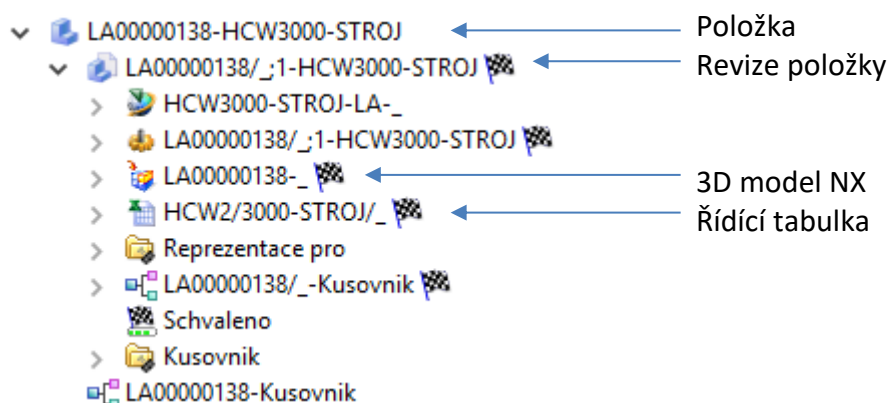 LA00000138-HCW3000-STROJ Položka
LA00000138/_;1-HCW3000-STROJ Revize položky
HCW3000-STROJ-LA-_
LA00000138/_;1-HCW3000-STROJ
LA00000138-_ 3D model NX
HCW2/3000-STROJ/_ Řídící tabulka
Reprezentace pro
LA00000138/_-Kusovnik
Schvaleno
Kusovnik
LA00000138-Kusovnik